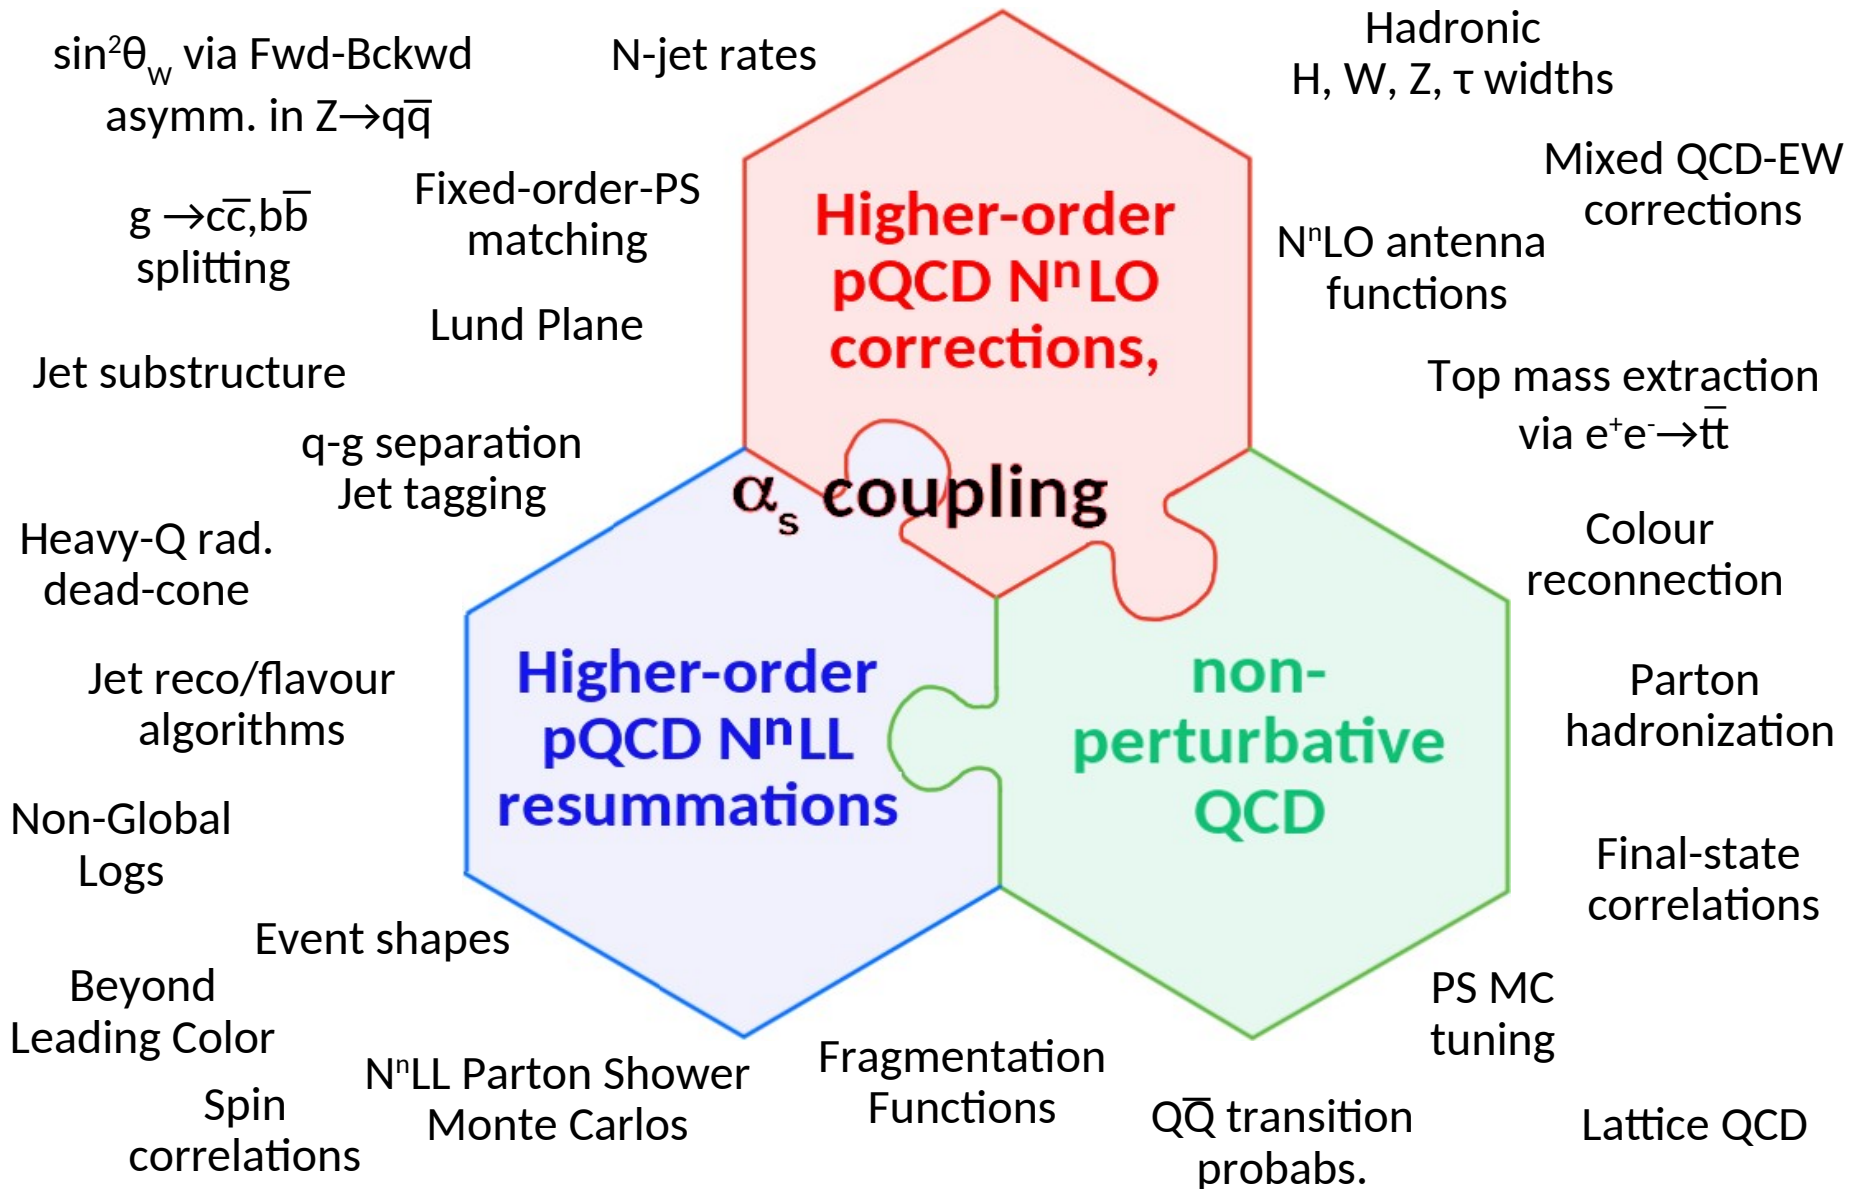 sin²θ_W via Fwd-Bckwd
asymm. in Z→qq̅
N-jet rates
Hadronic
H, W, Z, τ widths
Mixed QCD-EW
corrections
g →cc̅,bb̅
splitting
Fixed-order-PS
matching
Higher-order
pQCD NⁿLO
corrections,
NⁿLO antenna
functions
Lund Plane
Jet substructure
Top mass extraction
via e⁺e⁻→tt̅
q-g separation
Jet tagging
α_s coupling
Heavy-Q rad.
dead-cone
Colour
reconnection
Jet reco/flavour
algorithms
Higher-order
pQCD NⁿLL
resummations
non-
perturbative
QCD
Parton
hadronization
Non-Global
Logs
Final-state
correlations
Event shapes
Beyond
Leading Color
PS MC
tuning
NⁿLL Parton Shower
Monte Carlos
Fragmentation
Functions
Spin
correlations
QQ̅ transition
probabs.
Lattice QCD